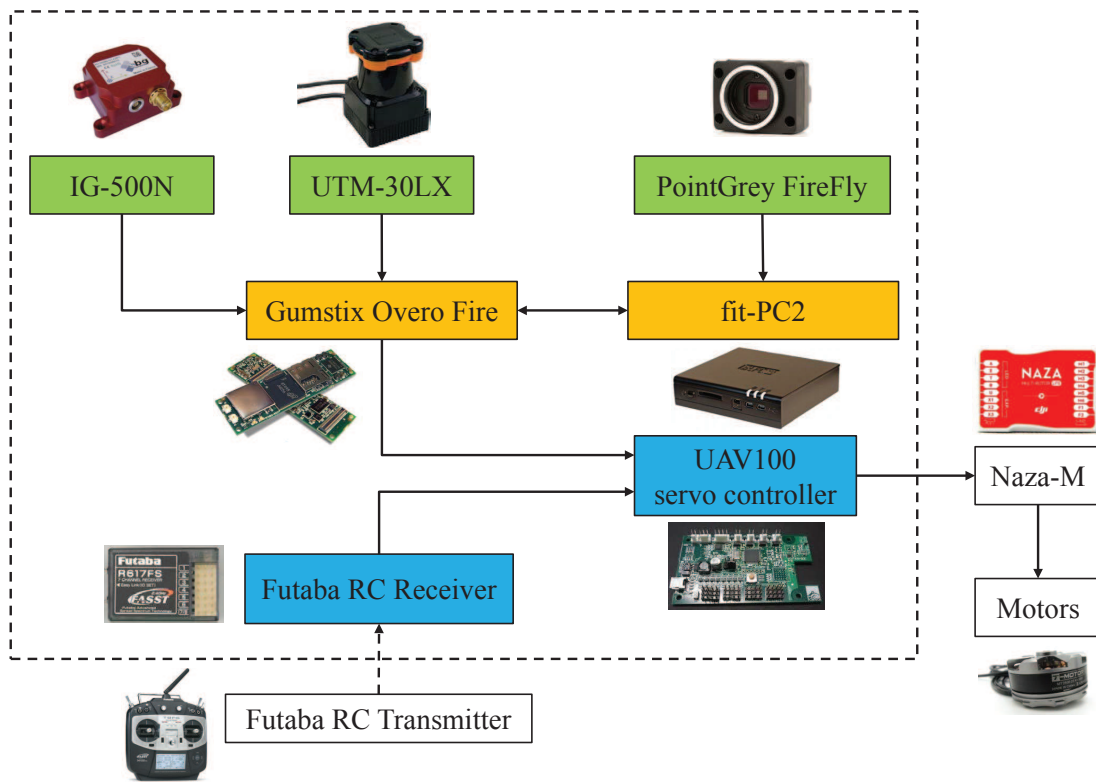 IG-500N
UTM-30LX
PointGrey FireFly
Gumstix Overo Fire
fit-PC2
NAZA
UAV100
servo controller
Naza-M
Futaba
R617FS
FASST
Futaba RC Receiver
Motors
Futaba RC Transmitter